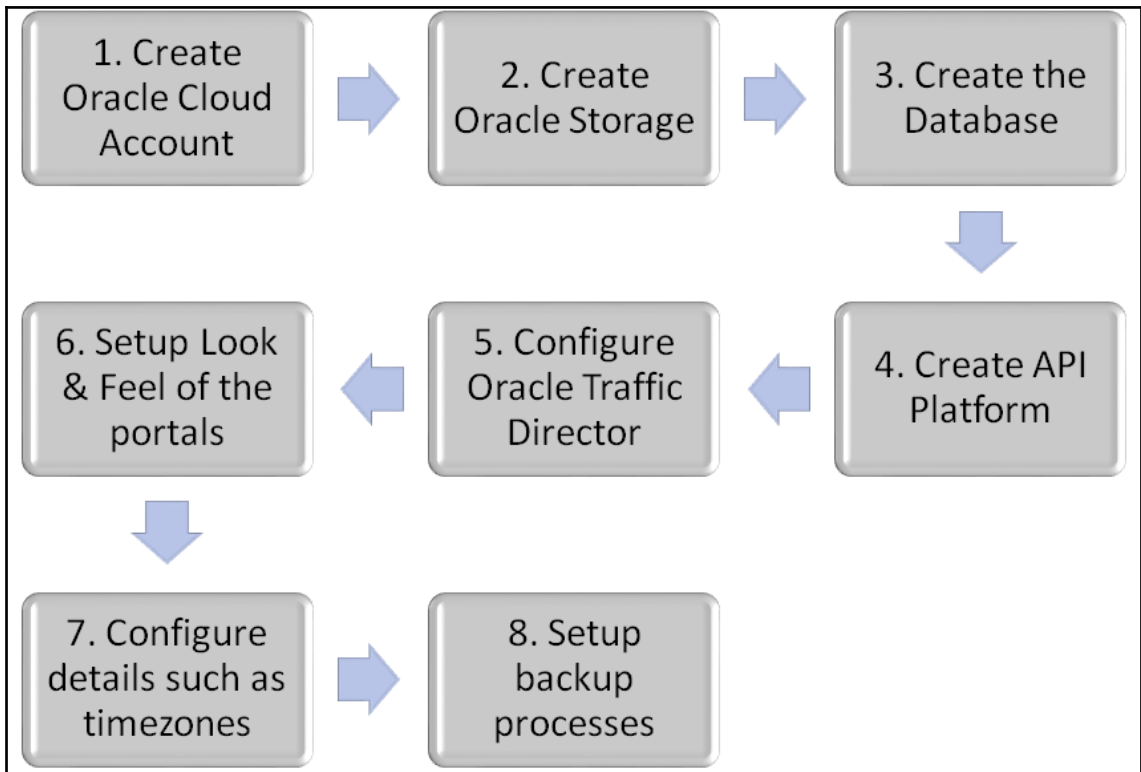 1. Create
Oracle Cloud
Account
2. Create
Oracle Storage
3. Create the
Database
4. Create API
Platform
5. Configure
Oracle Traffic
Director
6. Setup Look
& Feel of the
portals
7. Configure
details such as
timezones
8. Setup
backup
processes